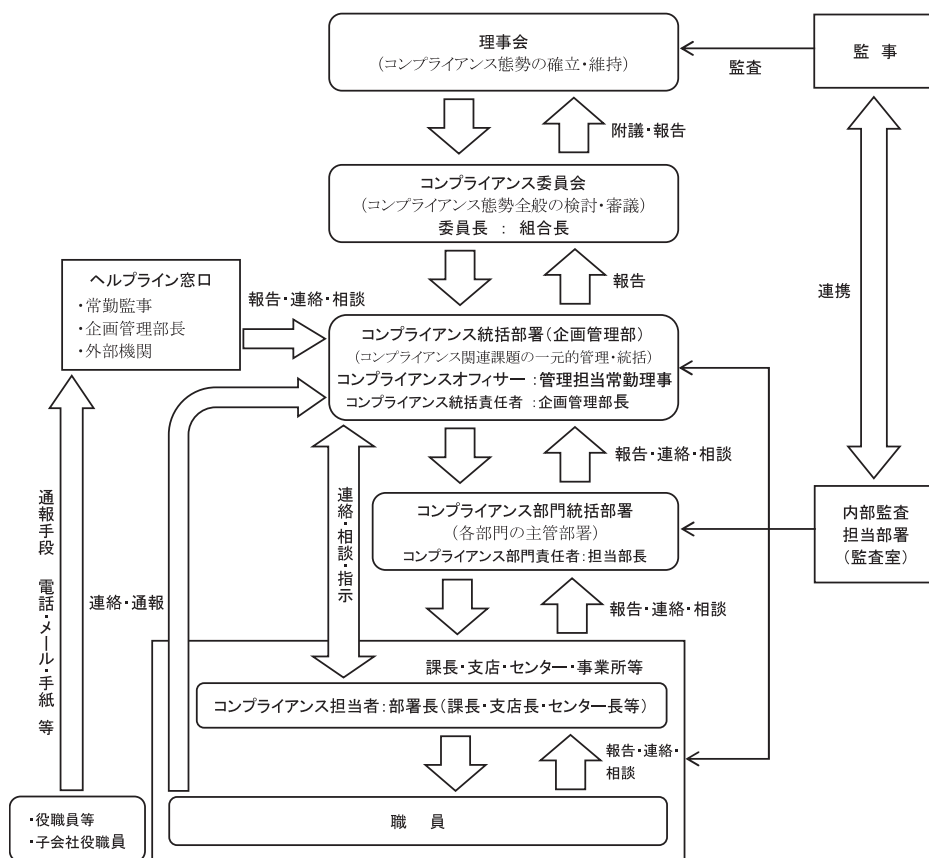 理事会
(コンプライアンス態勢の確立・維持)
監査
監 事
附議・報告
コンプライアンス委員会
(コンプライアンス態勢全般の検討・審議)
委員長 : 組合長
報告
連携
ヘルプライン窓口
・常勤監事
・企画管理部長
・外部機関
報告・連絡・相談
コンプライアンス統括部署(企画管理部)
(コンプライアンス関連課題の一元的管理・統括)
コンプライアンスオフィサー:管理担当常勤理事
コンプライアンス統括責任者:企画管理部長
報告・連絡・相談
連絡・相談・指示
コンプライアンス部門統括部署
(各部門の主管部署)
コンプライアンス部門責任者:担当部長
内部監査
担当部署
(監査室)
通報手段 電話・メール・手紙 等
連絡・通報
報告・連絡・相談
課長・支店・センター・事業所等
コンプライアンス担当者:部署長(課長・支店長・センター長等)
報告・連絡・
相談
職 員
・役職員等
・子会社役職員